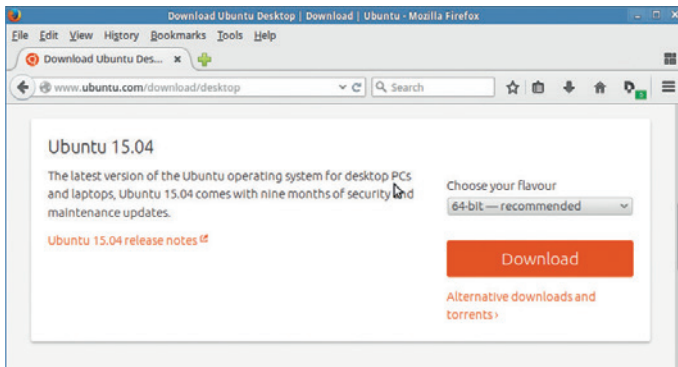 Download Ubuntu Desktop | Download | Ubuntu - Mozilla Firefox
File Edit View History Bookmarks Tools Help
Download Ubuntu Des...
www.ubuntu.com/download/desktop
Search
Ubuntu 15.04
The latest version of the Ubuntu operating system for desktop PCs
and laptops, Ubuntu 15.04 comes with nine months of security and
maintenance updates.
Ubuntu 15.04 release notes
Choose your flavour
64-bit — recommended
Download
Alternative downloads and
torrents ›